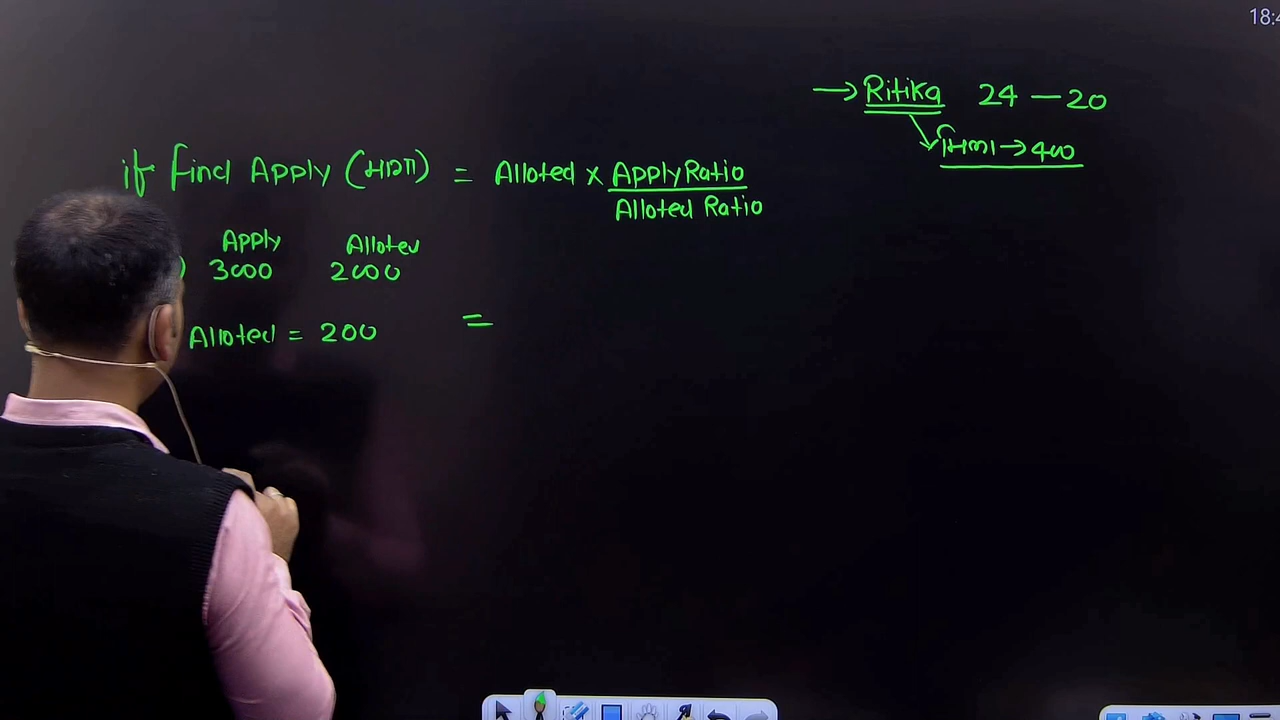 18:4
→ Ritika 24 — 20
→ 400
if Find Apply ( ) = Alloted x Apply Ratio
Alloted Ratio
Apply Alloted
) 3000 2000
Alloted = 200 =